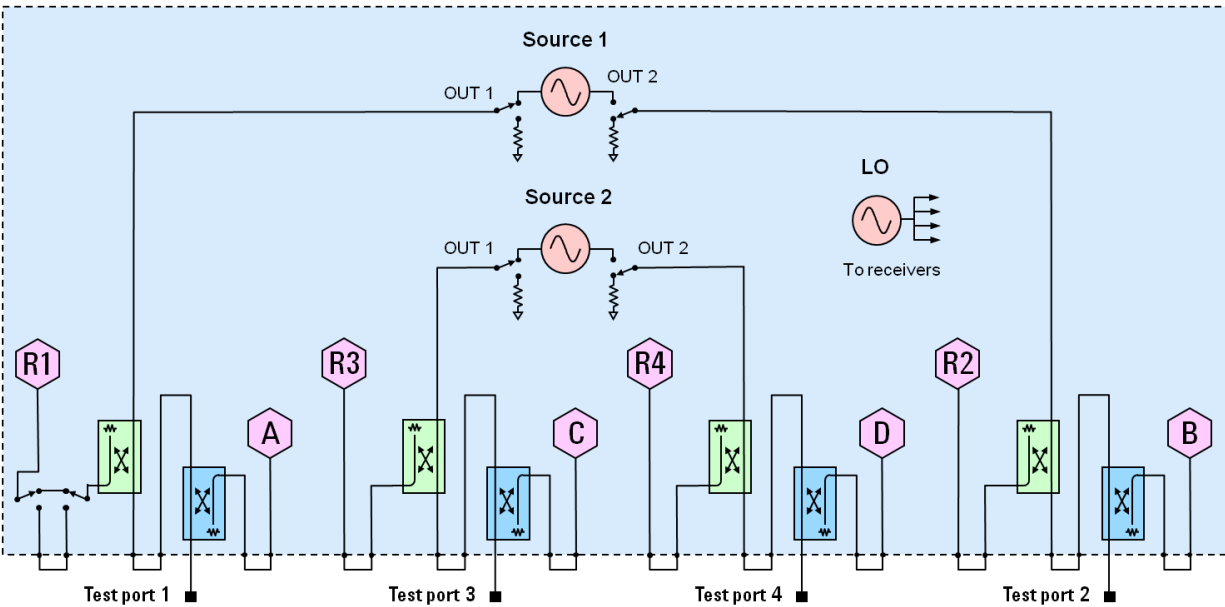 Source 1
OUT 1
OUT 2
LO
Source 2
OUT 1
OUT 2
To receivers
R1
R3
R4
R2
A
C
D
B
Test port 1
Test port 3
Test port 4
Test port 2